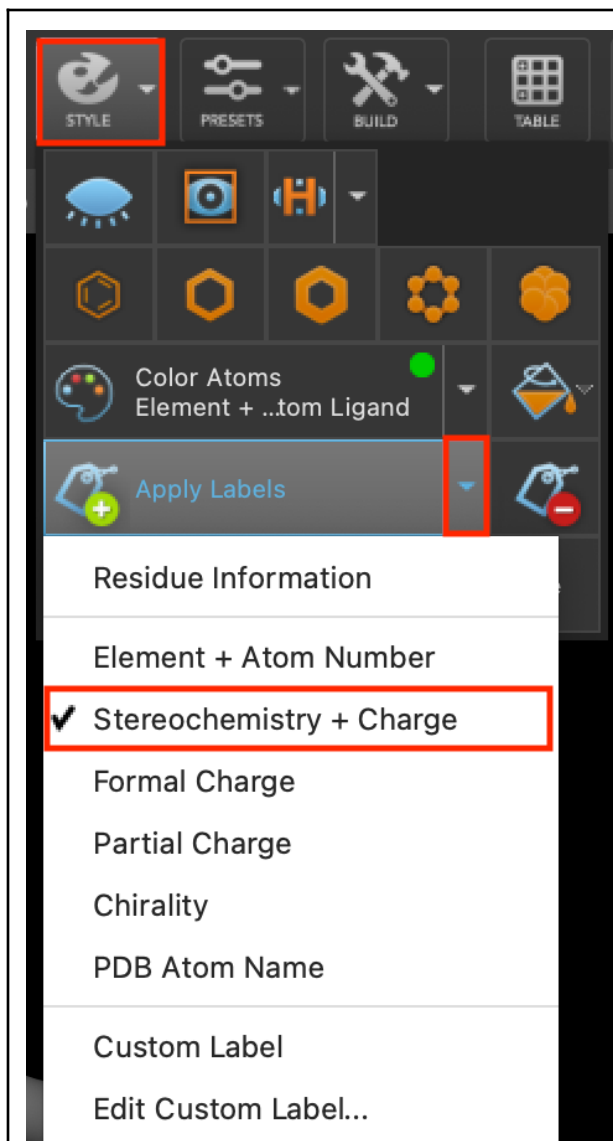 STYLE
PRESETS
BUILD
TABLE
H
Color Atoms
Element + ...tom Ligand
Apply Labels
Residue Information
Element + Atom Number
Stereochemistry + Charge
Formal Charge
Partial Charge
Chirality
PDB Atom Name
Custom Label
Edit Custom Label...